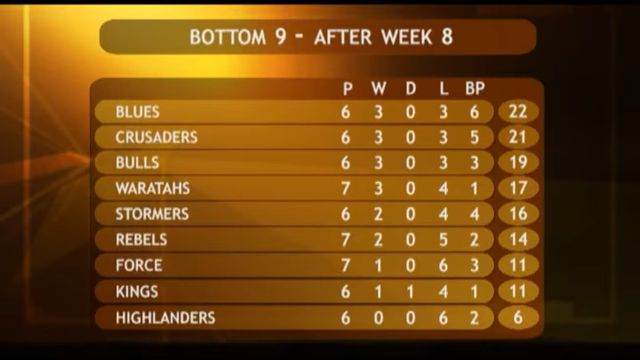 BOTTOM 9 - AFTER WEEK 8
P W D L BP
BLUES 6 3 0 3 6 22
CRUSADERS 6 3 0 3 5 21
BULLS 6 3 0 3 3 19
WARATAHS 7 3 0 4 1 17
STORMERS 6 2 0 4 4 16
REBELS 7 2 0 5 2 14
FORCE 7 1 0 6 3 11
KINGS 6 1 1 4 1 11
HIGHLANDERS 6 0 0 6 2 6